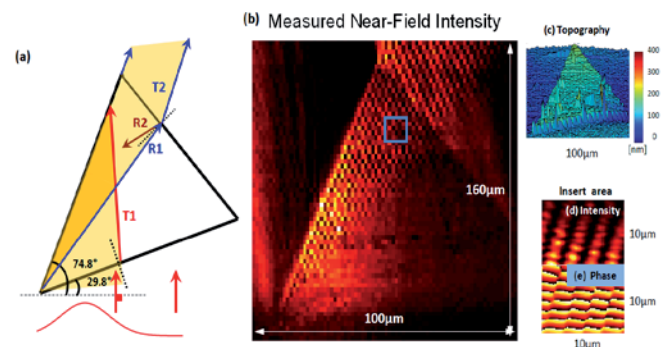 (a)
T2
R2
R1
T1
74.8°
29.8°
(b) Measured Near-Field Intensity
160μm
100μm
(c) Topography
400
300
200
100
0
[nm]
100μm
Insert area
(d) Intensity
10μm
(e) Phase
10μm
10μm